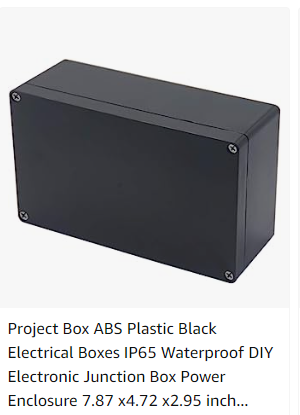 Project Box ABS Plastic Black
Electrical Boxes IP65 Waterproof DIY
Electronic Junction Box Power
Enclosure 7.87 x4.72 x2.95 inch...